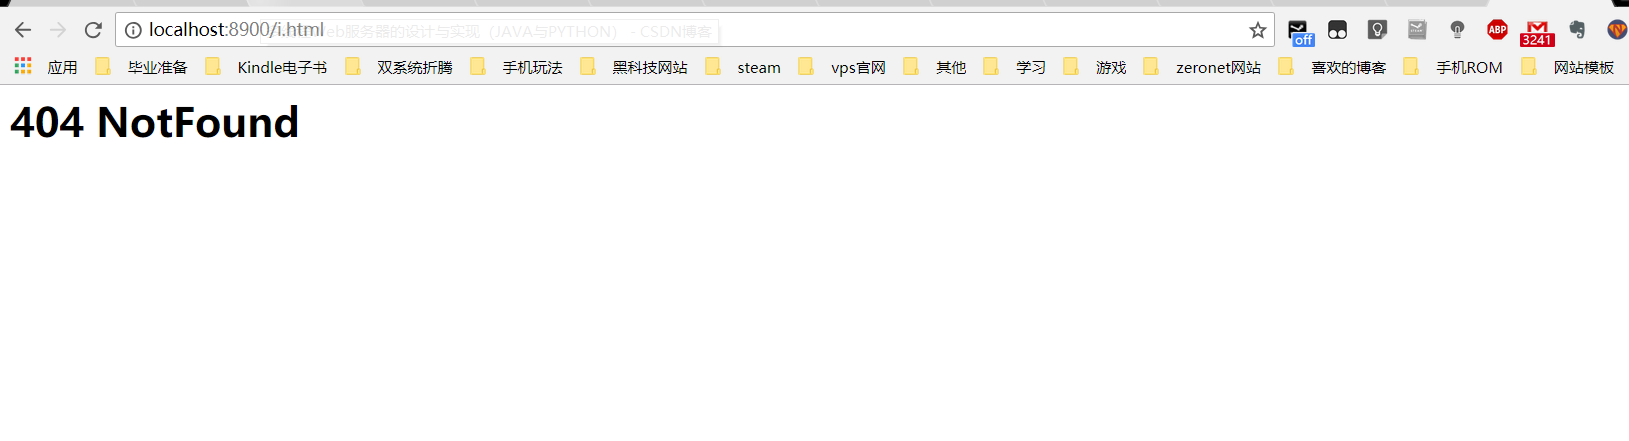 localhost:8900/i.html
eb服务器的设计与实现（JAVA与PYTHON） - CSDN博客
off
ABP
3241
应用 毕业准备 Kindle电子书 双系统折腾 手机玩法 黑科技网站 steam vps官网 其他 学习 游戏 zeronet网站 喜欢的博客 手机ROM 网站模板
404 NotFound